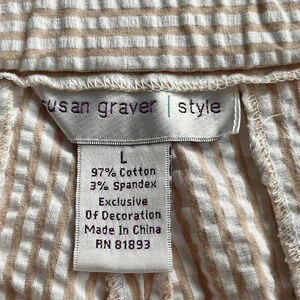 susan graver | style
L
97% Cotton
3% Spandex
Exclusive
Of Decoration
Made In China
RN 81893